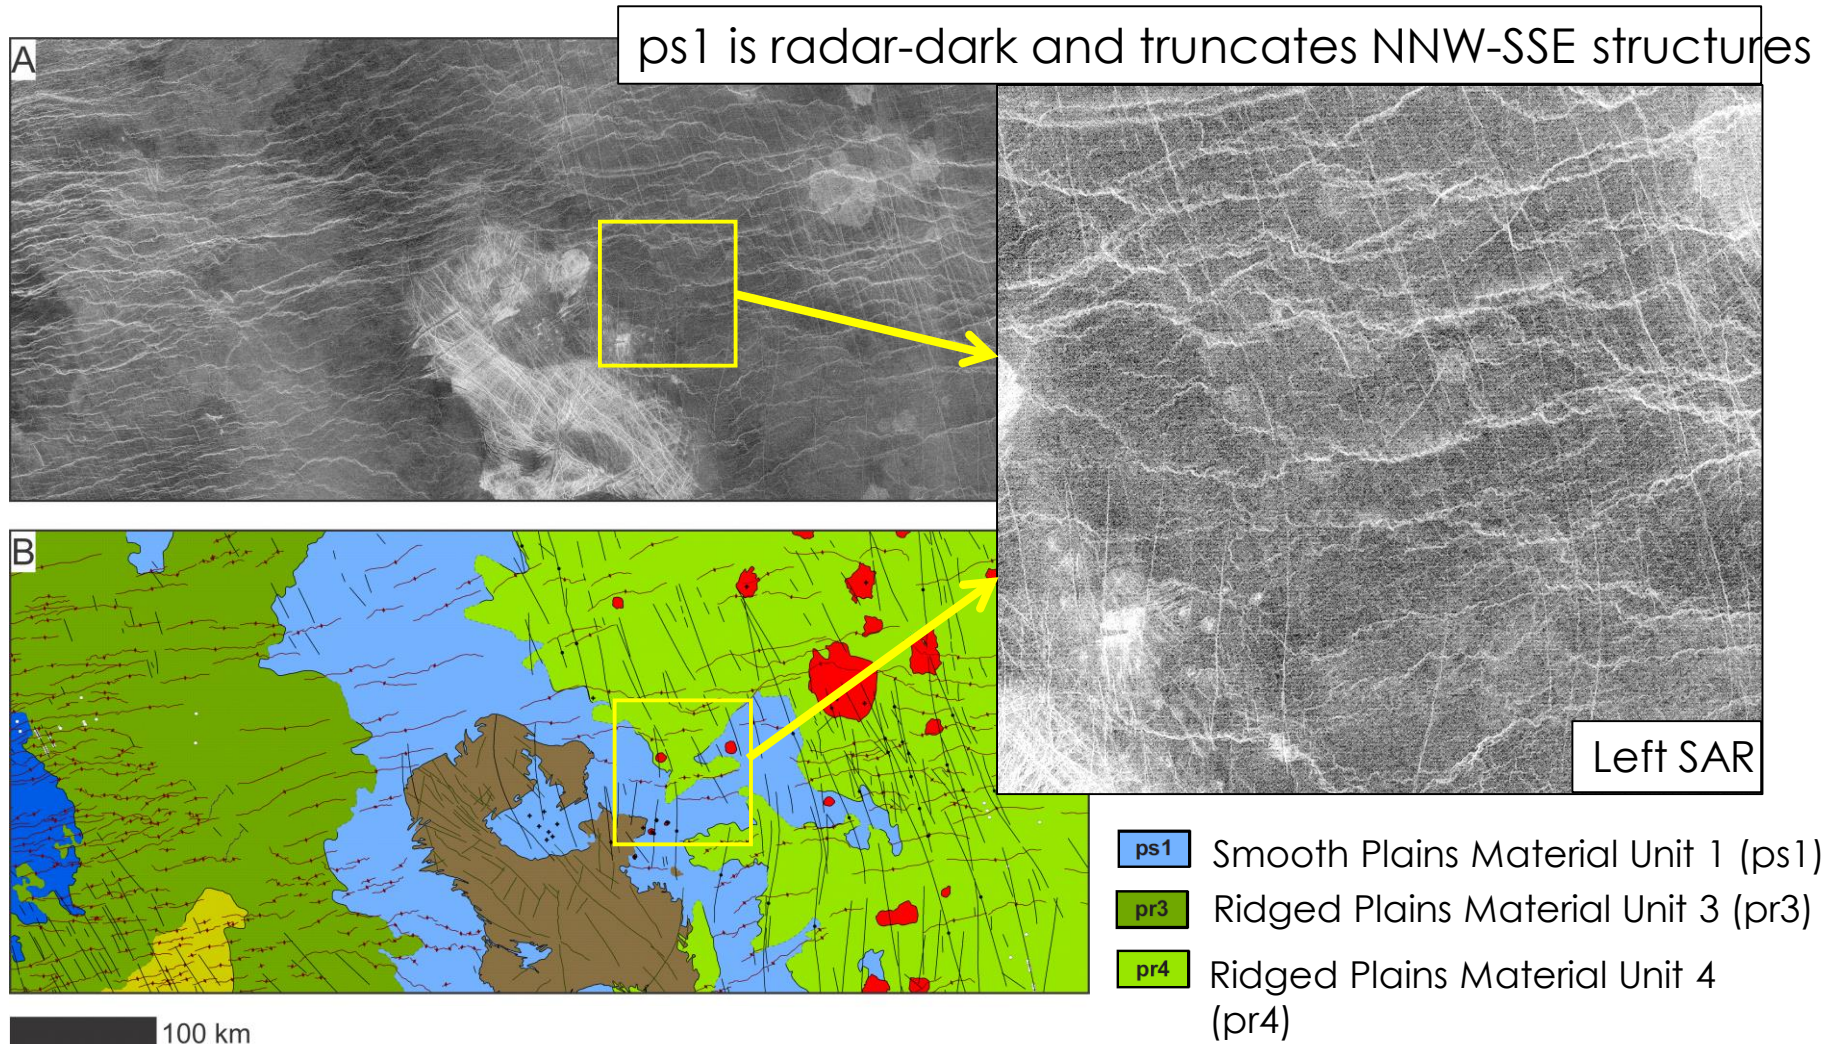 ps1 is radar-dark and truncates NNW-SSE structures
A
B
Left SAR
ps1 Smooth Plains Material Unit 1 (ps1)
pr3 Ridged Plains Material Unit 3 (pr3)
pr4 Ridged Plains Material Unit 4
(pr4)
100 km